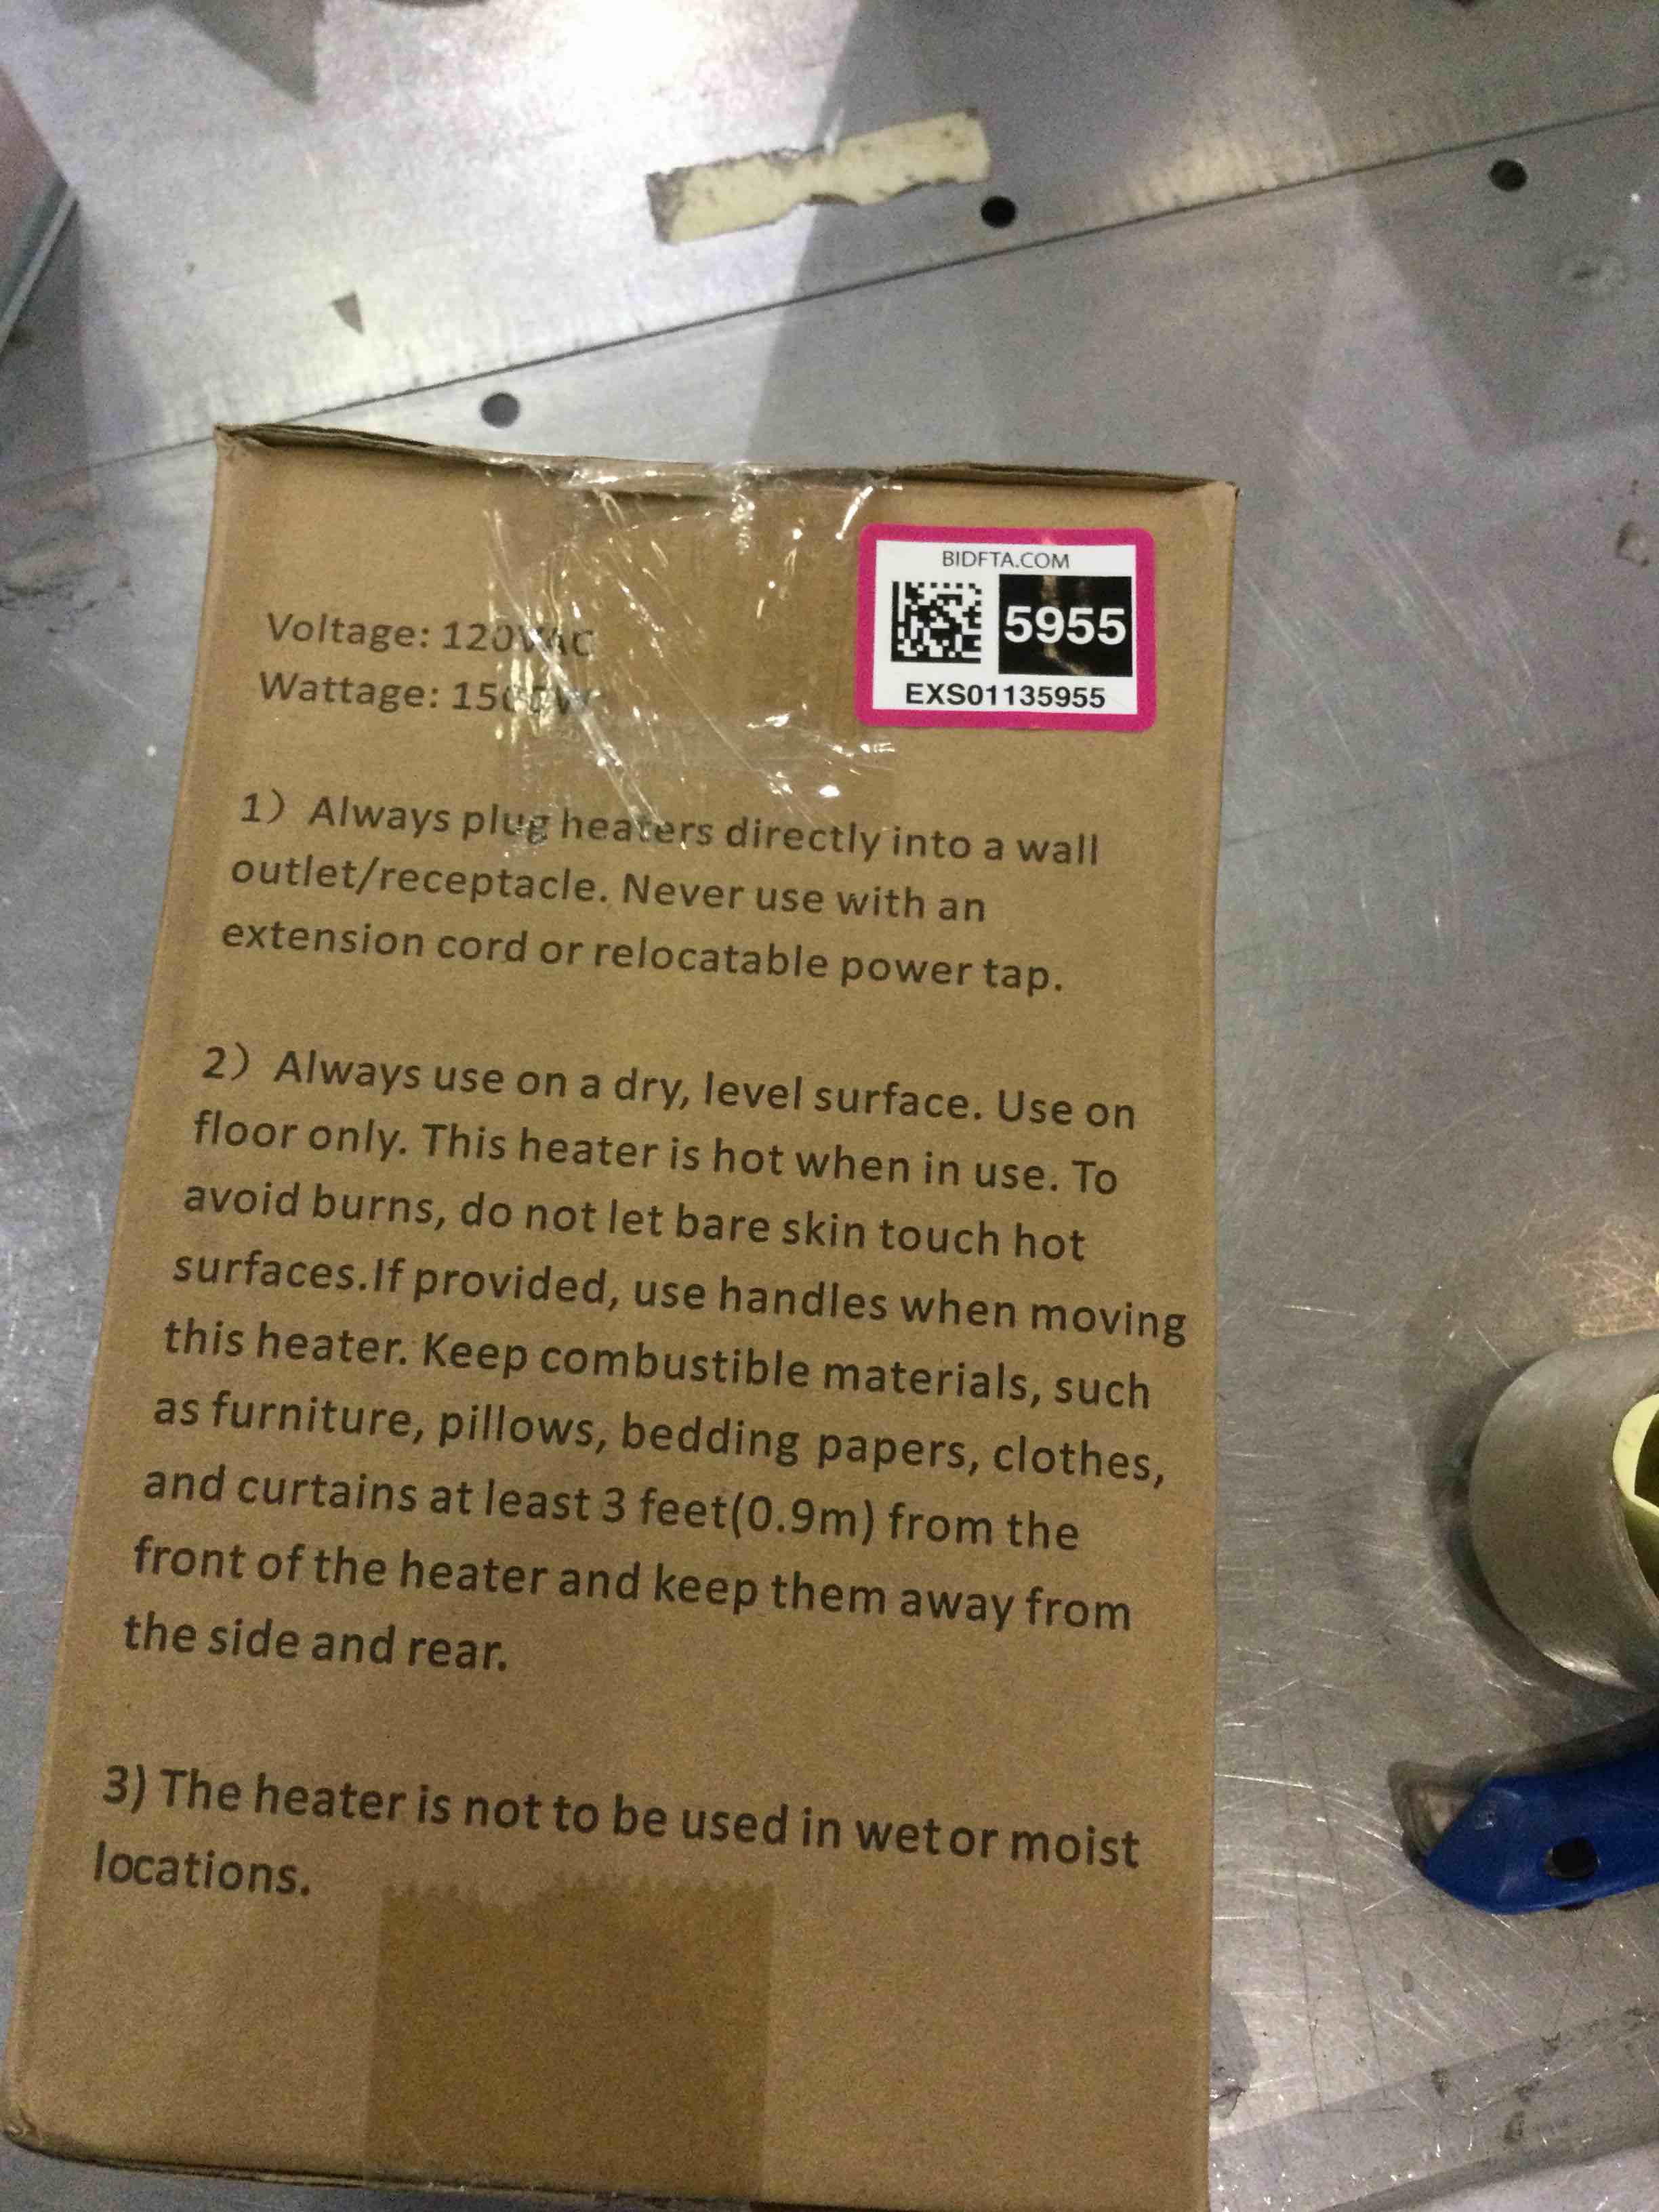 BIDFTA.COM
5955
EXS01135955
Voltage: 120VAC
Wattage: 1500W
1) Always plug heaters directly into a wall
outlet/receptacle. Never use with an
extension cord or relocatable power tap.
2) Always use on a dry, level surface. Use on
floor only. This heater is hot when in use. To
avoid burns, do not let bare skin touch hot
surfaces.If provided, use handles when moving
this heater. Keep combustible materials, such
as furniture, pillows, bedding papers, clothes,
and curtains at least 3 feet(0.9m) from the
front of the heater and keep them away from
the side and rear.
3) The heater is not to be used in wet or moist
locations.